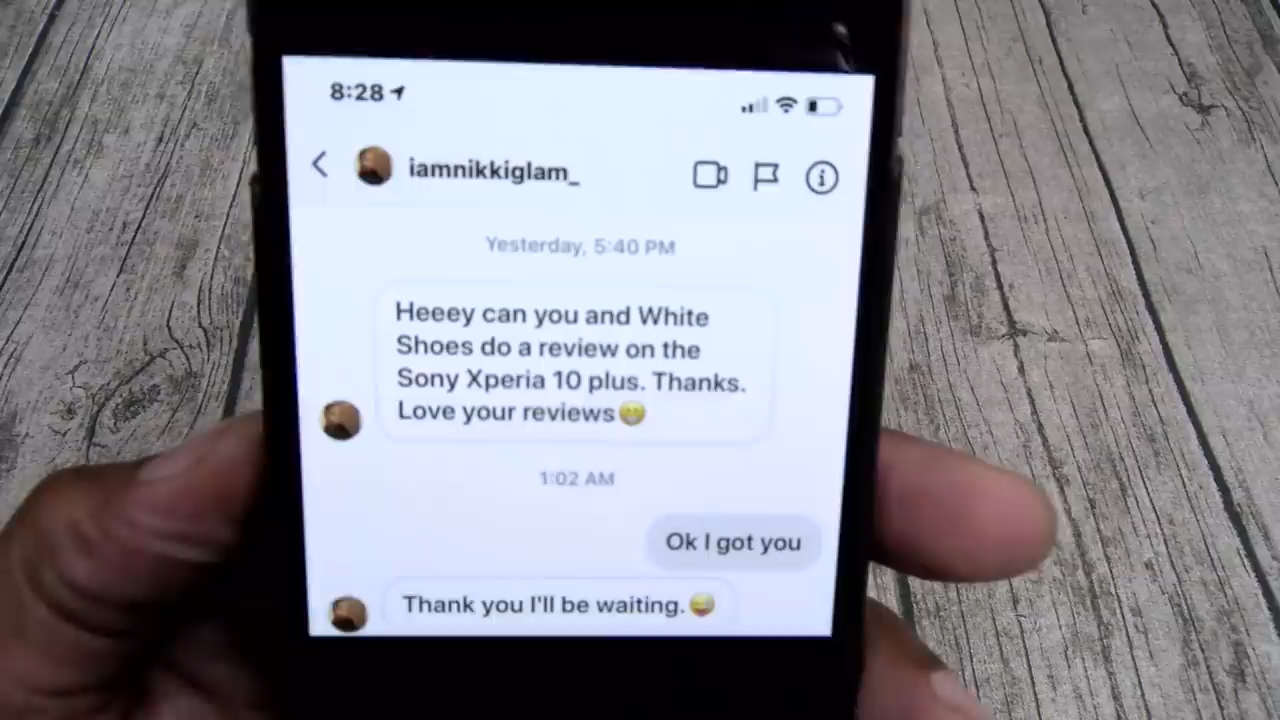 8:28
iamnikkiglam_
Yesterday, 5:40 PM
Heeey can you and White
Shoes do a review on the
Sony Xperia 10 plus. Thanks.
Love your reviews😁
1:02 AM
Ok I got you
Thank you I'll be waiting.😜